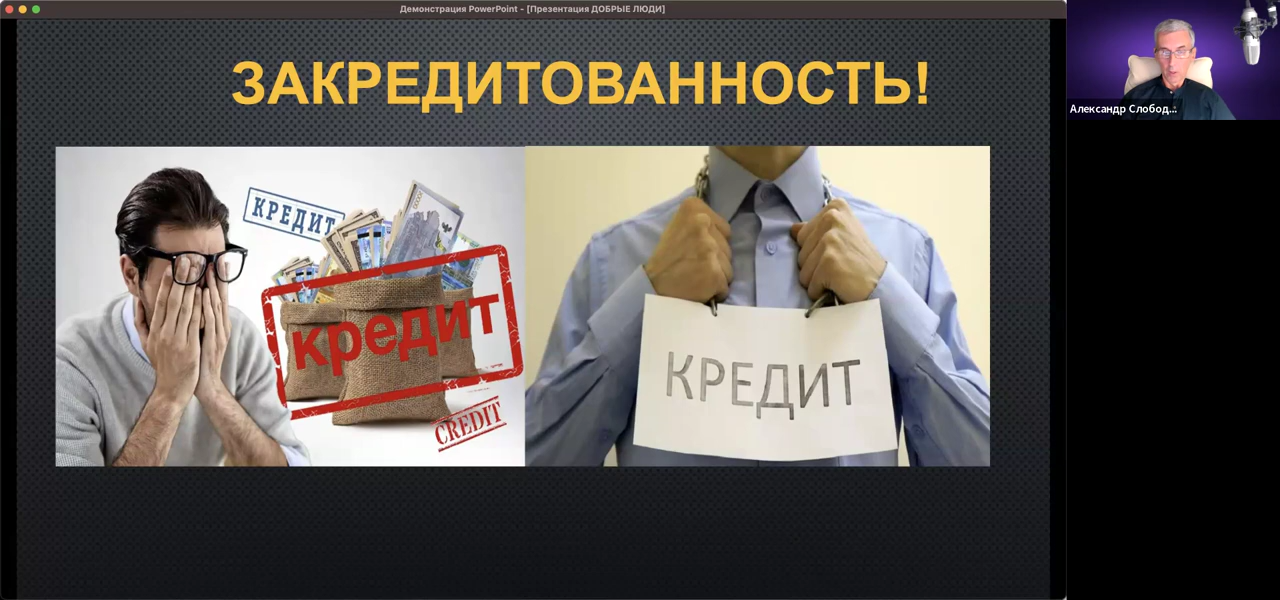 Демонстрация PowerPoint - [Презентация ДОБРЫЕ ЛЮДИ]
ЗАКРЕДИТОВАННОСТЬ!
КРЕДИТ
кредит
CREDIT
КРЕДИТ
Александр Слобод...